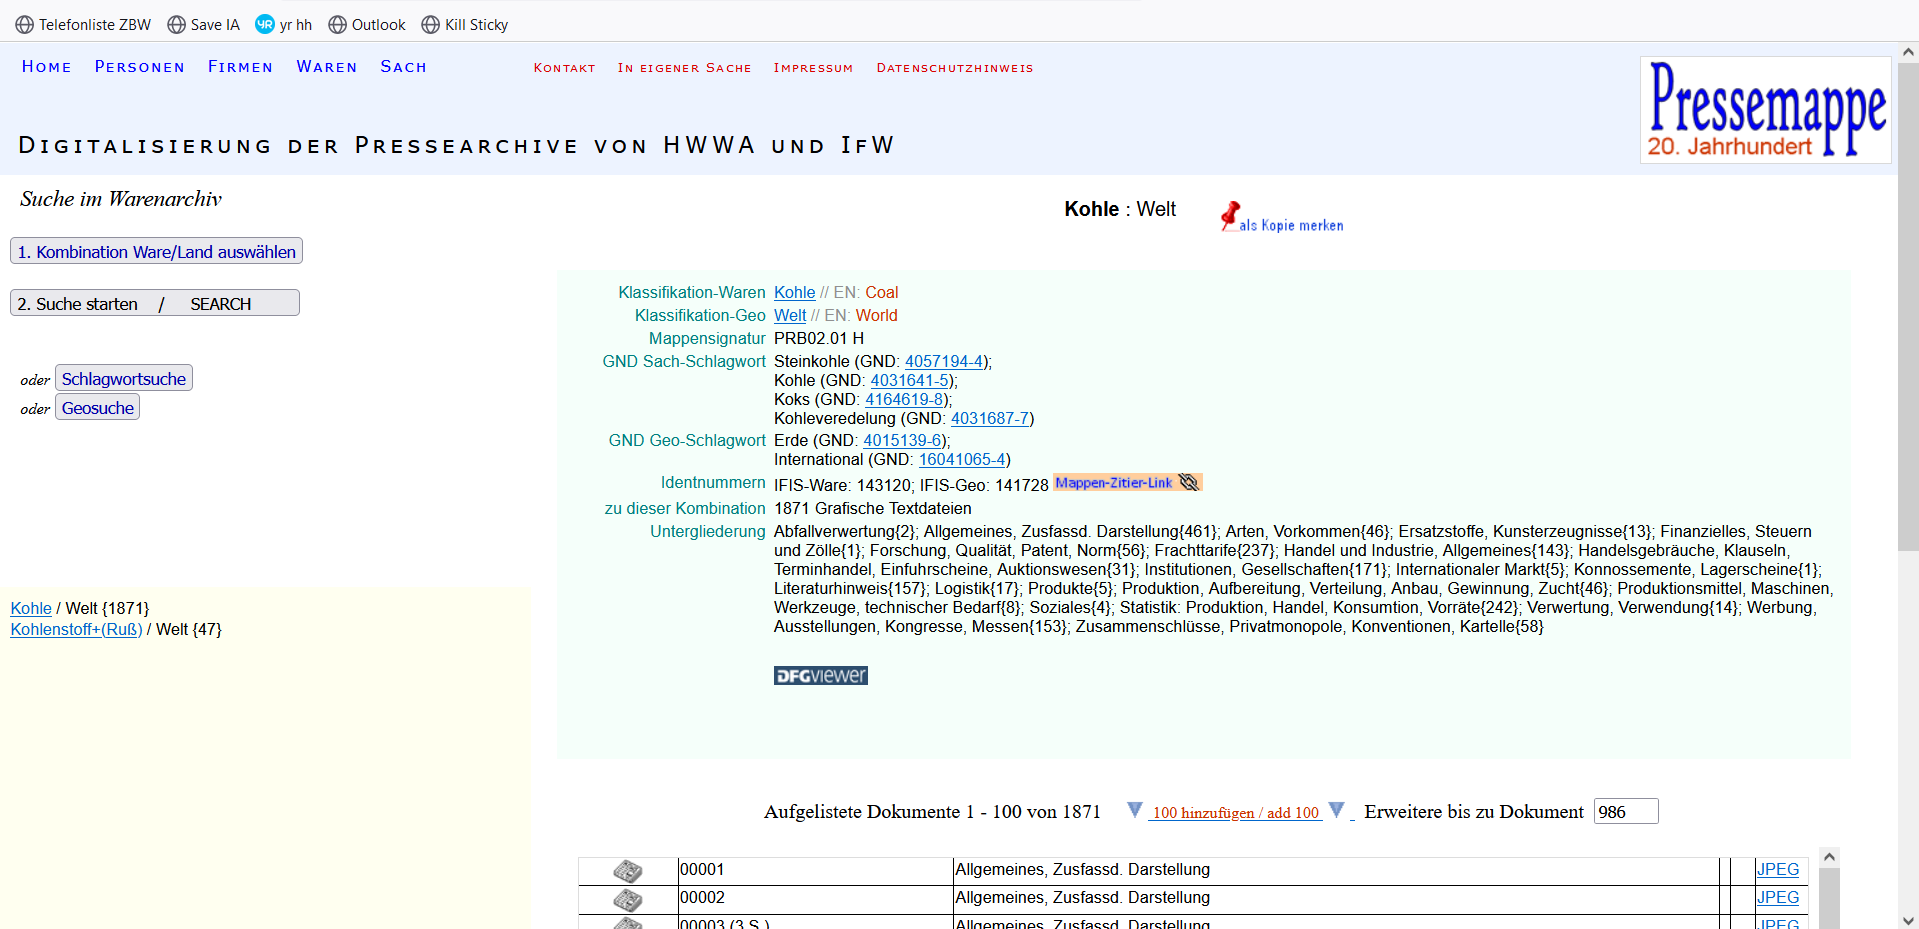 Telefonliste ZBW Save IA YR yr hh Outlook Kill Sticky
Home Personen Firmen Waren Sach Kontakt In eigener Sache Impressum Datenschutzhinweis
Pressemappe
20. Jahrhundert
Digitalisierung der Pressearchive von HWWA und IfW
Suche im Warenarchiv
1. Kombination Ware/Land auswählen
2. Suche starten / SEARCH
oder Schlagwortsuche
oder Geosuche
Kohle / Welt {1871}
Kohlenstoff+(Ruß) / Welt {47}
Kohle : Welt als Kopie merken
Klassifikation-Waren Kohle // EN: Coal
Klassifikation-Geo Welt // EN: World
Mappensignatur PRB02.01 H
GND Sach-Schlagwort Steinkohle (GND: 4057194-4);
Kohle (GND: 4031641-5);
Koks (GND: 4164619-8);
Kohleveredelung (GND: 4031687-7)
GND Geo-Schlagwort Erde (GND: 4015139-6);
International (GND: 16041065-4)
Identnummern IFIS-Ware: 143120; IFIS-Geo: 141728 Mappen-Zitier-Link
zu dieser Kombination 1871 Grafische Textdateien
Untergliederung Abfallverwertung{2}; Allgemeines, Zusfassd. Darstellung{461}; Arten, Vorkommen{46}; Ersatzstoffe, Kunsterzeugnisse{13}; Finanzielles, Steuern
und Zölle{1}; Forschung, Qualität, Patent, Norm{56}; Frachttarife{237}; Handel und Industrie, Allgemeines{143}; Handelsgebräuche, Klauseln,
Terminhandel, Einfuhrscheine, Auktionswesen{31}; Institutionen, Gesellschaften{171}; Internationaler Markt{5}; Konnossemente, Lagerscheine{1};
Literaturhinweis{157}; Logistik{17}; Produkte{5}; Produktion, Aufbereitung, Verteilung, Anbau, Gewinnung, Zucht{46}; Produktionsmittel, Maschinen,
Werkzeuge, technischer Bedarf{8}; Soziales{4}; Statistik: Produktion, Handel, Konsumtion, Vorräte{242}; Verwertung, Verwendung{14}; Werbung,
Ausstellungen, Kongresse, Messen{153}; Zusammenschlüsse, Privatmonopole, Konventionen, Kartelle{58}
DFGviewer
Aufgelistete Dokumente 1 - 100 von 1871 100 hinzufügen / add 100 Erweitere bis zu Dokument 986
00001 Allgemeines, Zusfassd. Darstellung JPEG
00002 Allgemeines, Zusfassd. Darstellung JPEG
00003 (3 S.) Allgemeines, Zusfassd. Darstellung JPEG